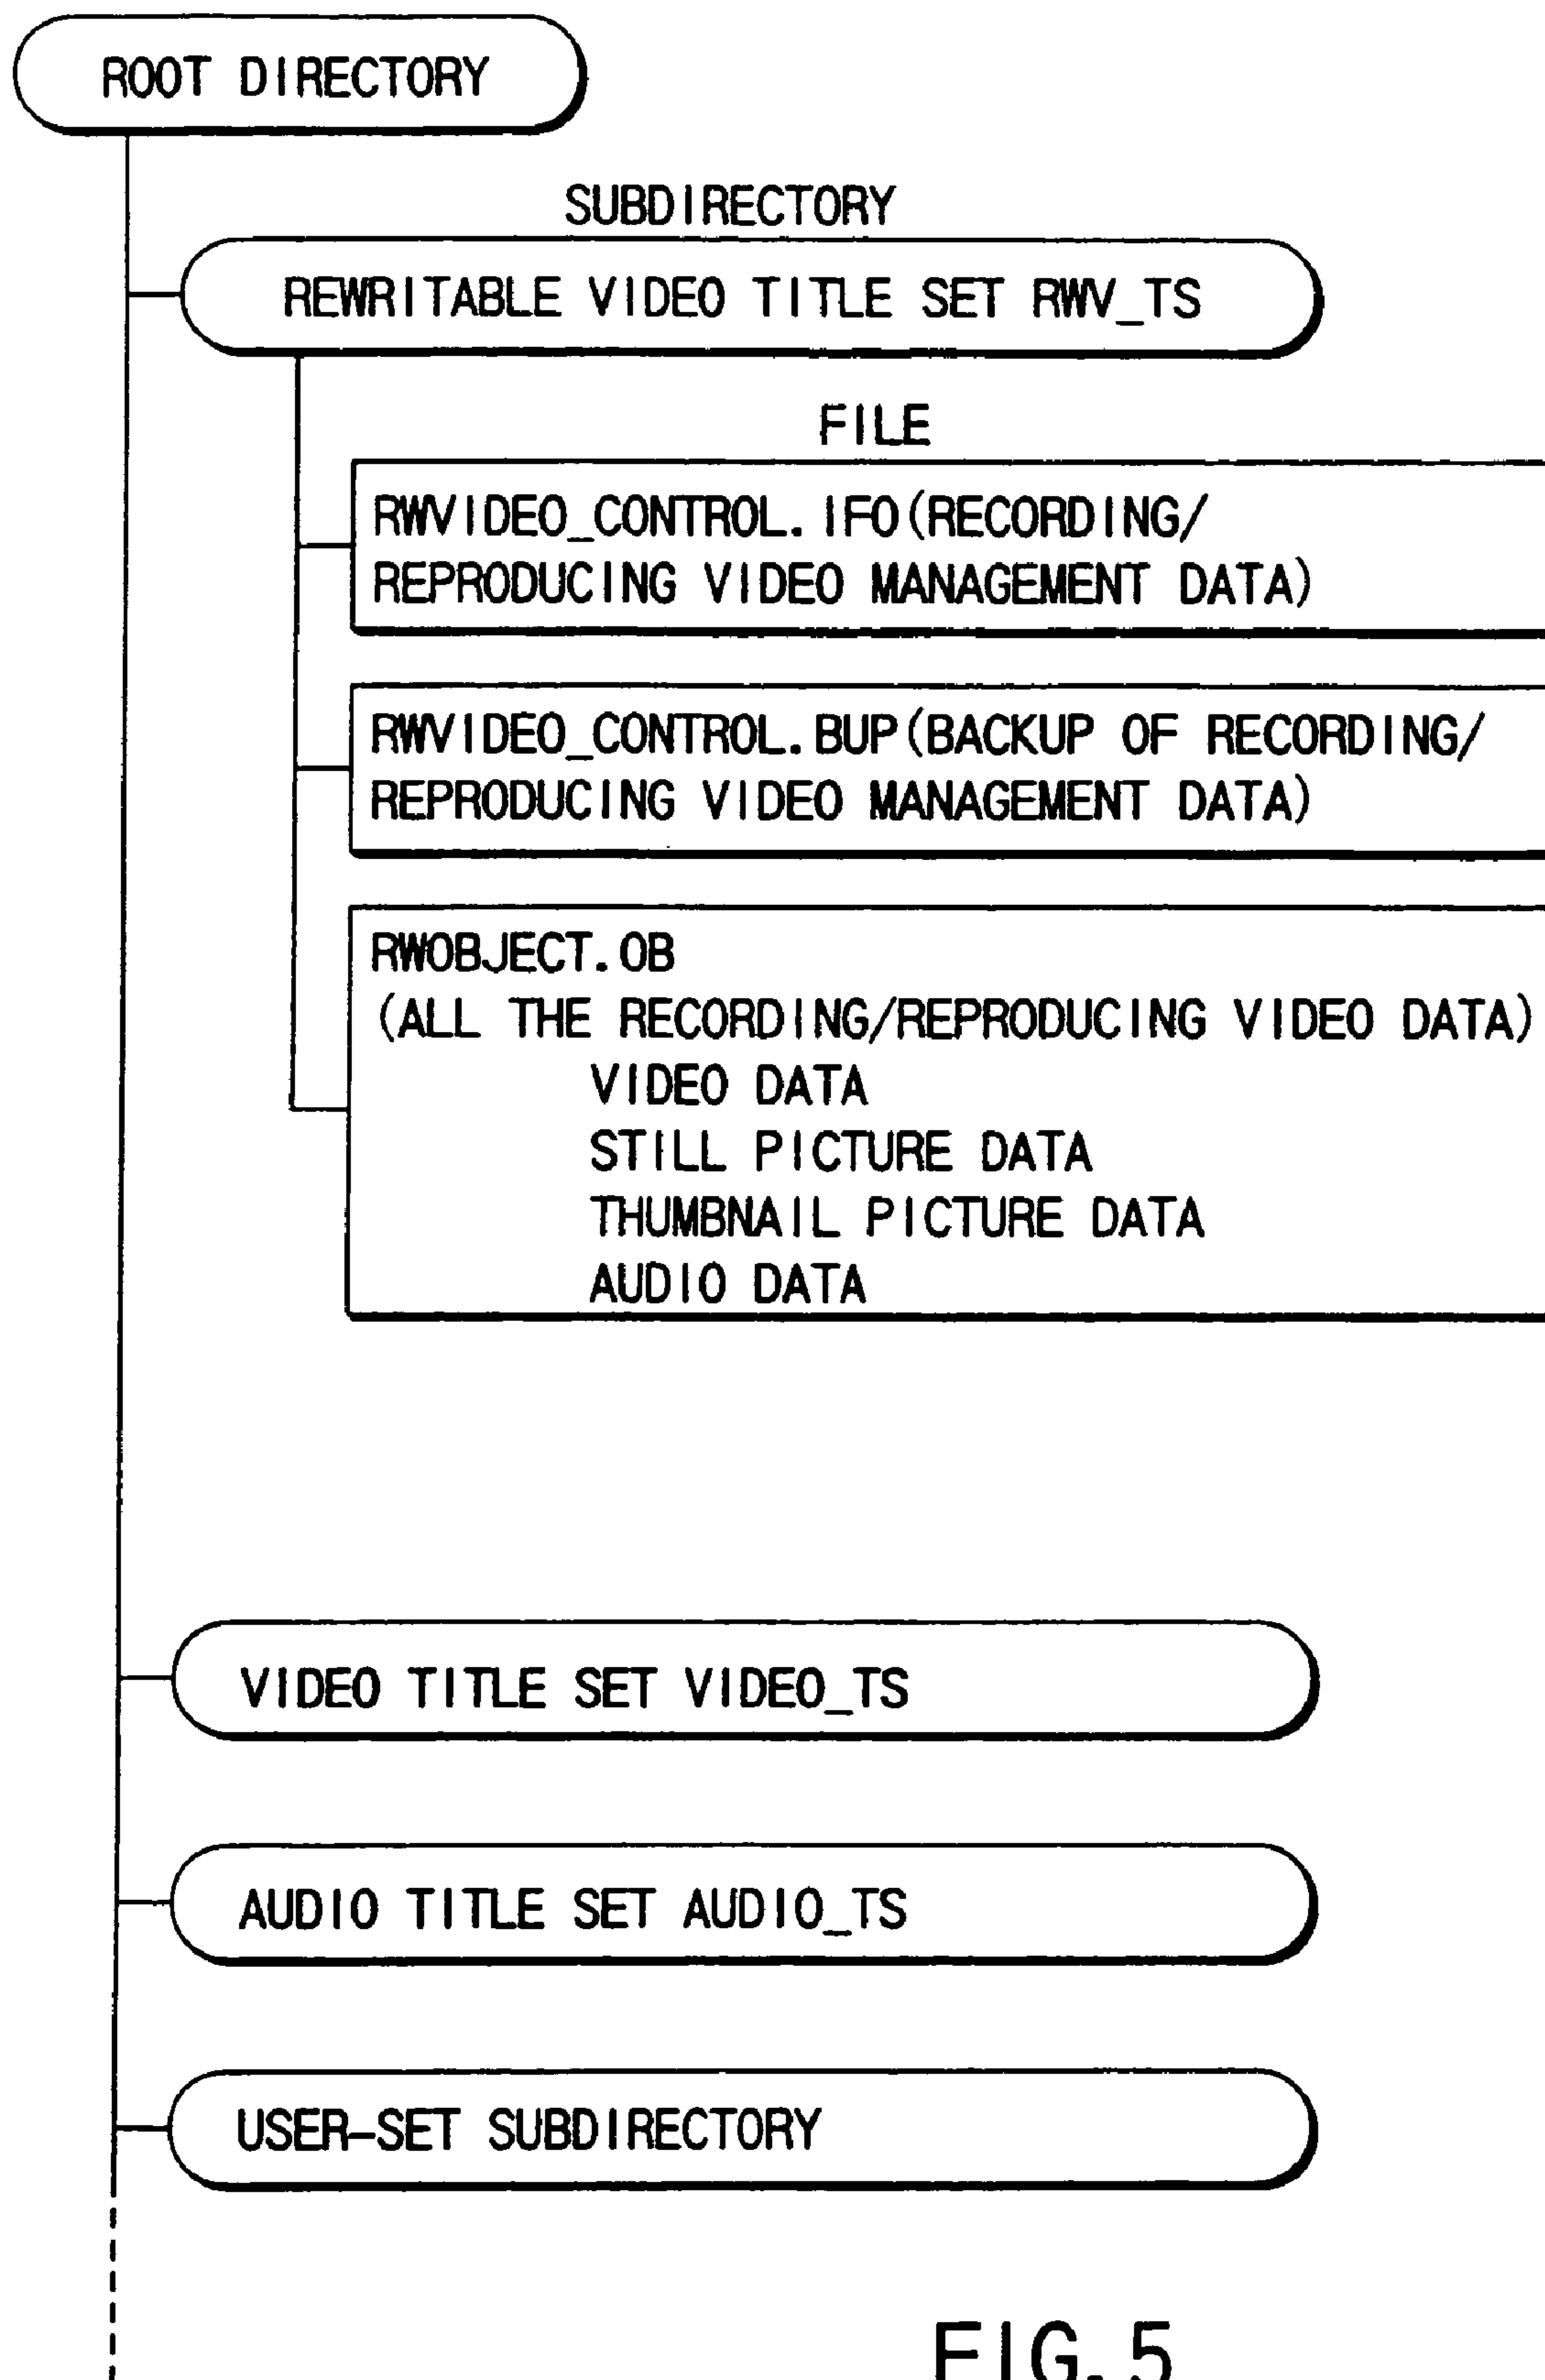 ROOT DIRECTORY
SUBDIRECTORY
REWRITABLE VIDEO TITLE SET RWV_TS
FILE
RWVIDEO_CONTROL.IFO(RECORDING/
REPRODUCING VIDEO MANAGEMENT DATA)
RWVIDEO_CONTROL.BUP(BACKUP OF RECORDING/
REPRODUCING VIDEO MANAGEMENT DATA)
RWOBJECT.OB
(ALL THE RECORDING/REPRODUCING VIDEO DATA)
VIDEO DATA
STILL PICTURE DATA
THUMBNAIL PICTURE DATA
AUDIO DATA
VIDEO TITLE SET VIDEO_TS
AUDIO TITLE SET AUDIO_TS
USER-SET SUBDIRECTORY
FIG.5